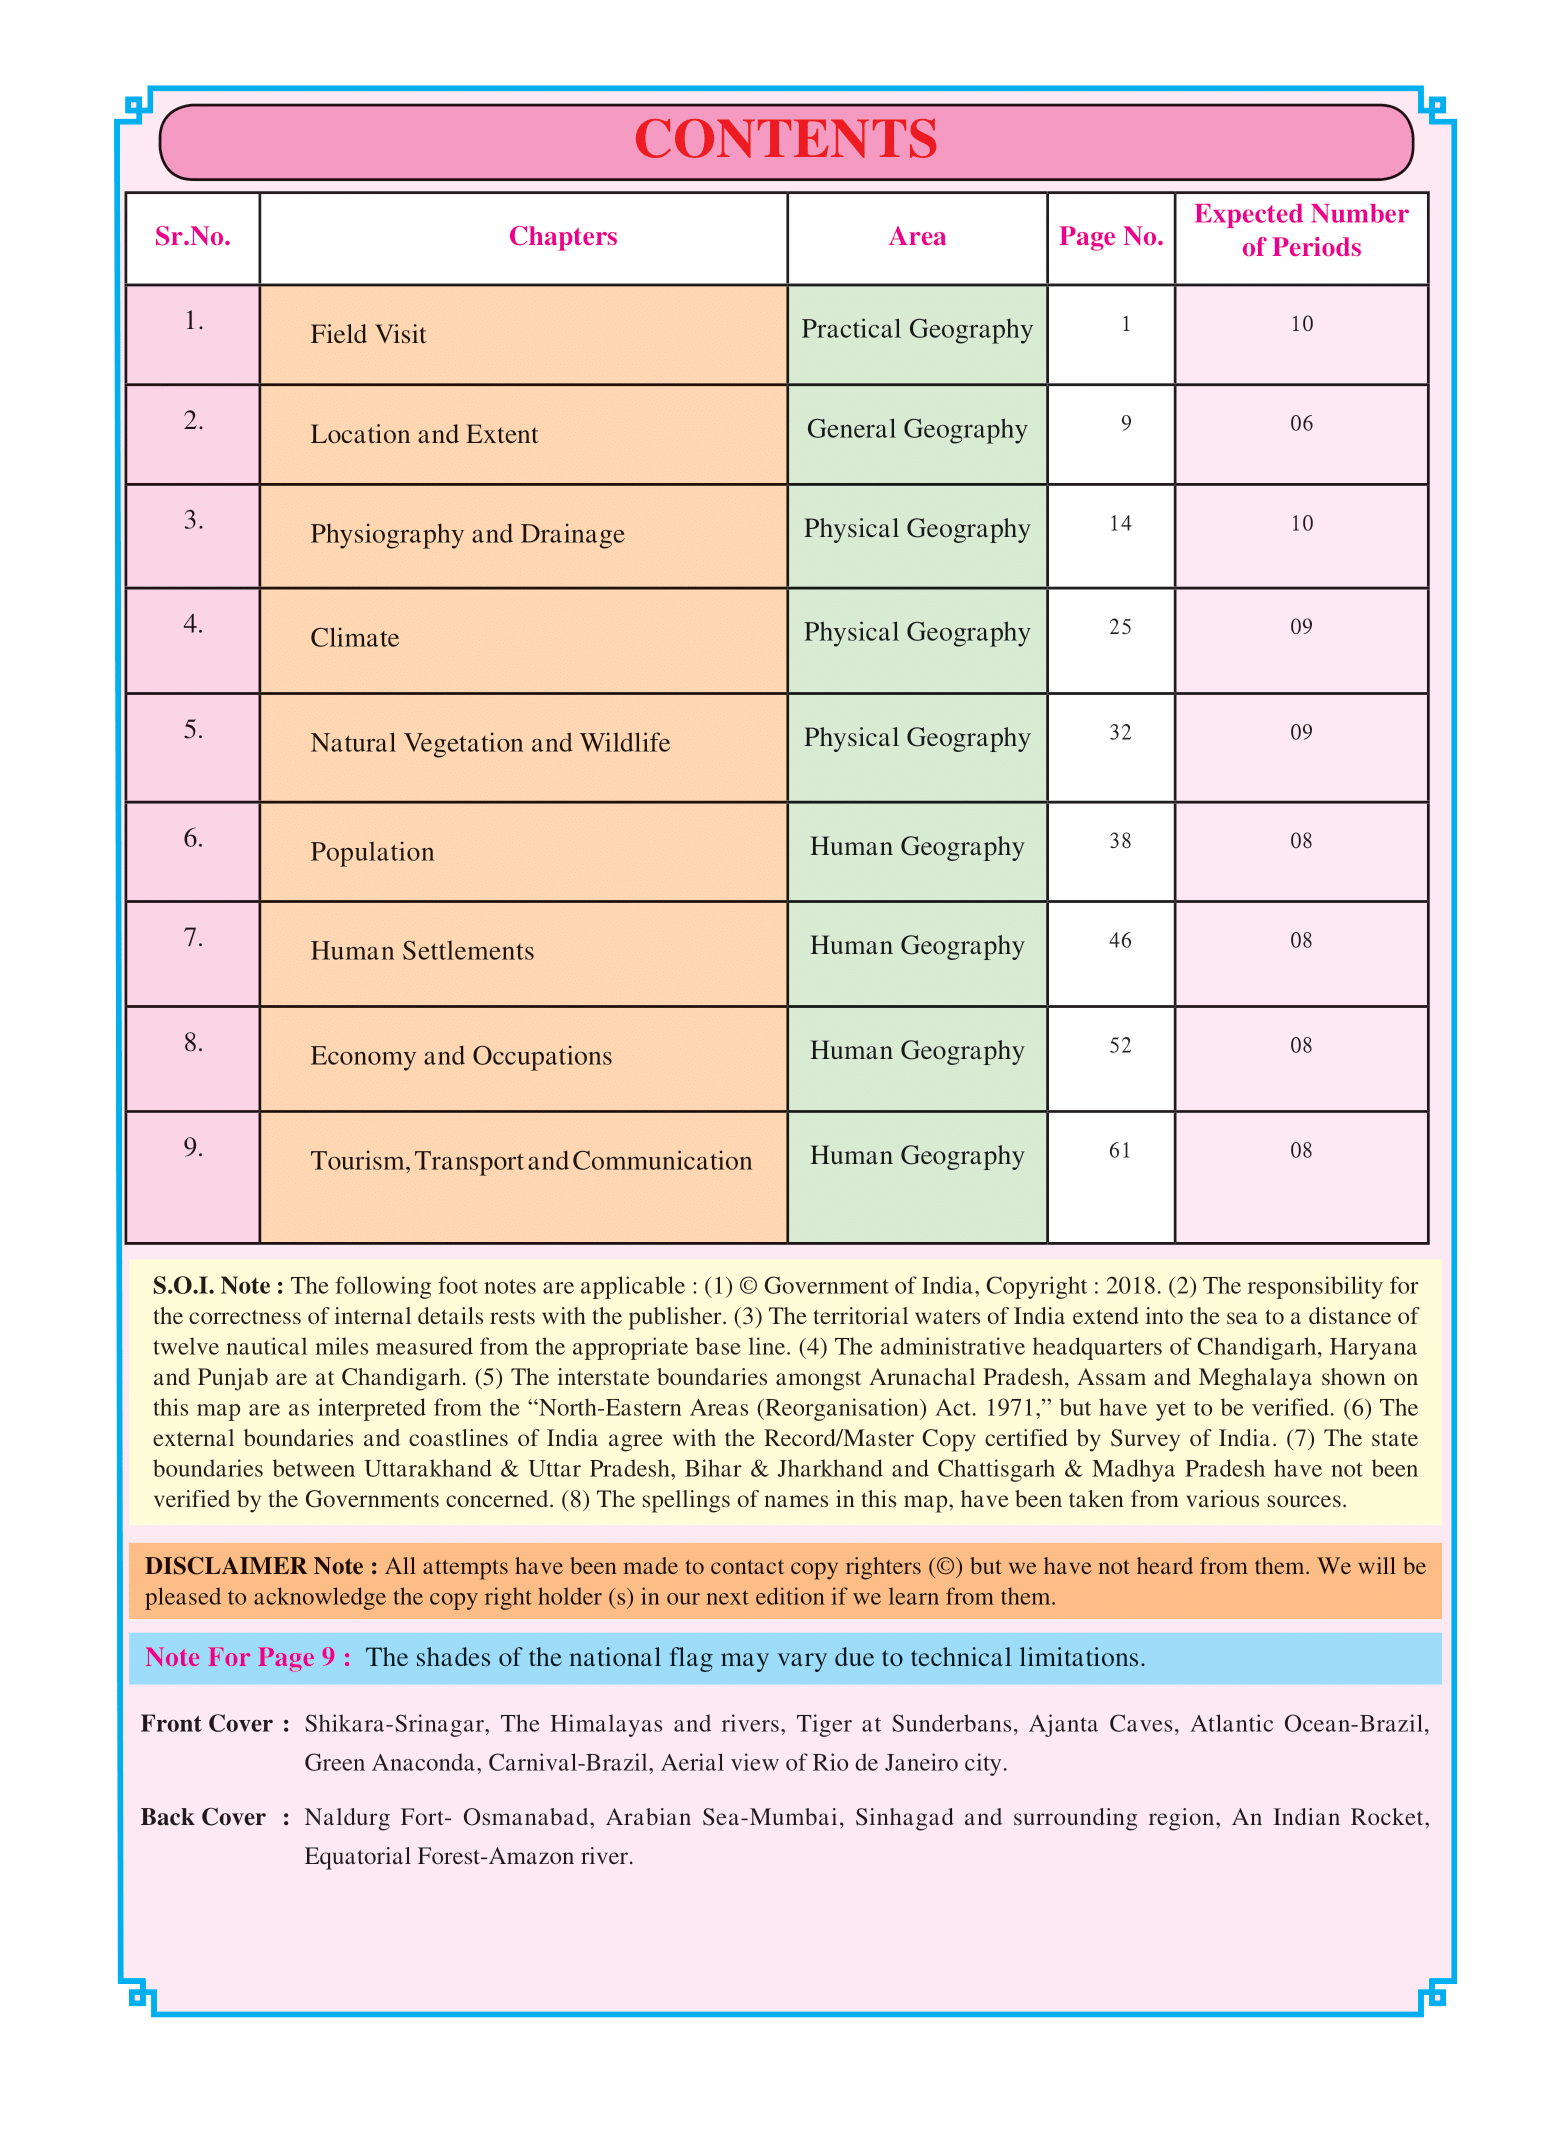 CONTENTS
Sr.No. Chapters Area Page No. Expected Number of Periods
1. Field Visit Practical Geography 1 10
2. Location and Extent General Geography 9 06
3. Physiography and Drainage Physical Geography 14 10
4. Climate Physical Geography 25 09
5. Natural Vegetation and Wildlife Physical Geography 32 09
6. Population Human Geography 38 08
7. Human Settlements Human Geography 46 08
8. Economy and Occupations Human Geography 52 08
9. Tourism, Transport and Communication Human Geography 61 08
S.O.I. Note : The following foot notes are applicable : (1) © Government of India, Copyright : 2018. (2) The responsibility for
the correctness of internal details rests with the publisher. (3) The territorial waters of India extend into the sea to a distance of
twelve nautical miles measured from the appropriate base line. (4) The administrative headquarters of Chandigarh, Haryana
and Punjab are at Chandigarh. (5) The interstate boundaries amongst Arunachal Pradesh, Assam and Meghalaya shown on
this map are as interpreted from the “North-Eastern Areas (Reorganisation) Act. 1971,” but have yet to be verified. (6) The
external boundaries and coastlines of India agree with the Record/Master Copy certified by Survey of India. (7) The state
boundaries between Uttarakhand & Uttar Pradesh, Bihar & Jharkhand and Chattisgarh & Madhya Pradesh have not been
verified by the Governments concerned. (8) The spellings of names in this map, have been taken from various sources.
DISCLAIMER Note : All attempts have been made to contact copy righters (©) but we have not heard from them. We will be
pleased to acknowledge the copy right holder (s) in our next edition if we learn from them.
Note For Page 9 : The shades of the national flag may vary due to technical limitations.
Front Cover : Shikara-Srinagar, The Himalayas and rivers, Tiger at Sunderbans, Ajanta Caves, Atlantic Ocean-Brazil,
Green Anaconda, Carnival-Brazil, Aerial view of Rio de Janeiro city.
Back Cover : Naldurg Fort- Osmanabad, Arabian Sea-Mumbai, Sinhagad and surrounding region, An Indian Rocket,
Equatorial Forest-Amazon river.